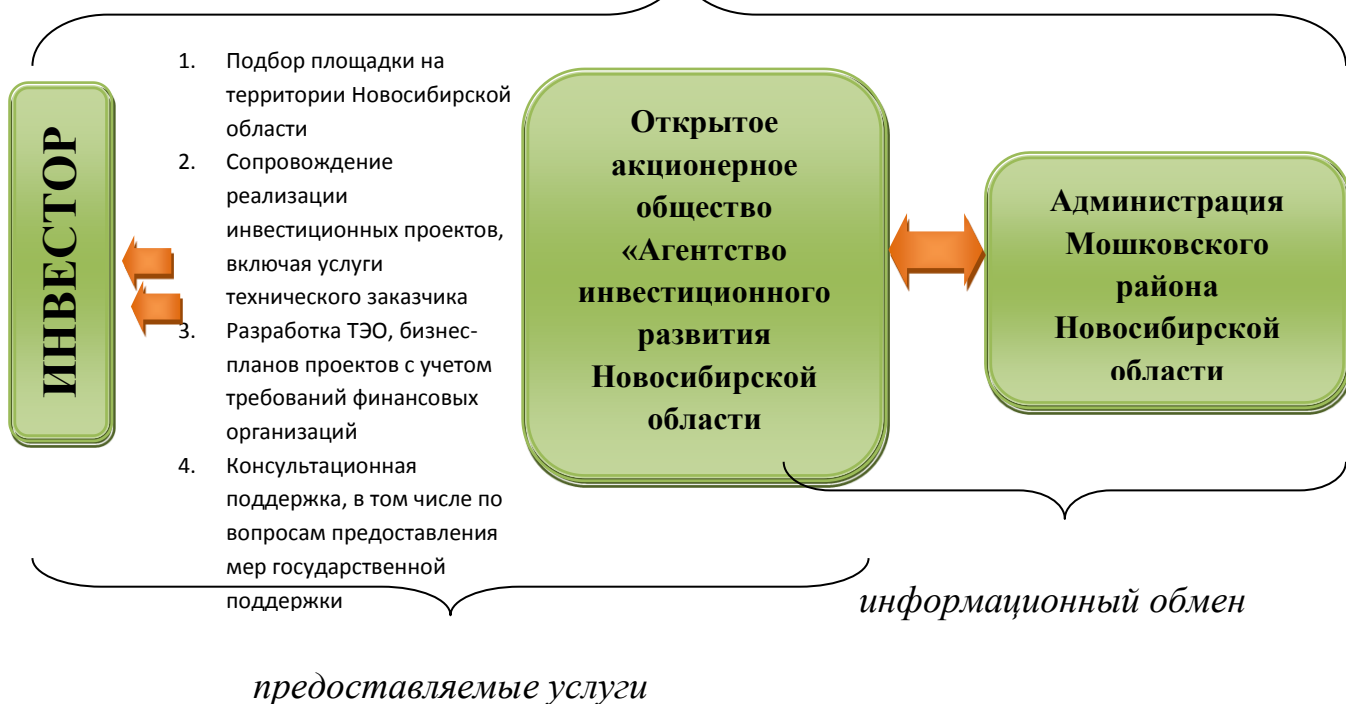 ИНВЕСТОР
1. Подбор площадки на
территории Новосибирской
области
2. Сопровождение
реализации
инвестиционных проектов,
включая услуги
технического заказчика
3. Разработка ТЭО, бизнес-
планов проектов с учетом
требований финансовых
организаций
4. Консультационная
поддержка, в том числе по
вопросам предоставления
мер государственной
поддержки
Открытое
акционерное
общество
«Агентство
инвестиционного
развития
Новосибирской
области
Администрация
Мошковского
района
Новосибирской
области
информационный обмен
предоставляемые услуги